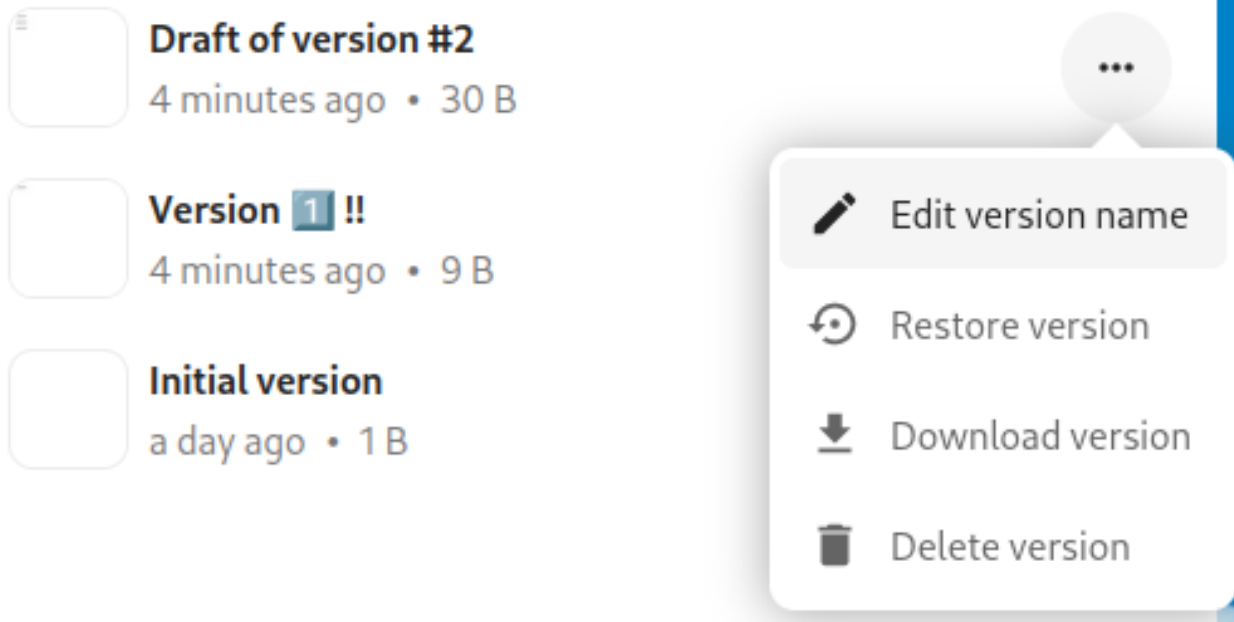 Draft of version #2
4 minutes ago • 30 B
Version 1️⃣ !!
4 minutes ago • 9 B
Initial version
a day ago • 1 B
Edit version name
Restore version
Download version
Delete version